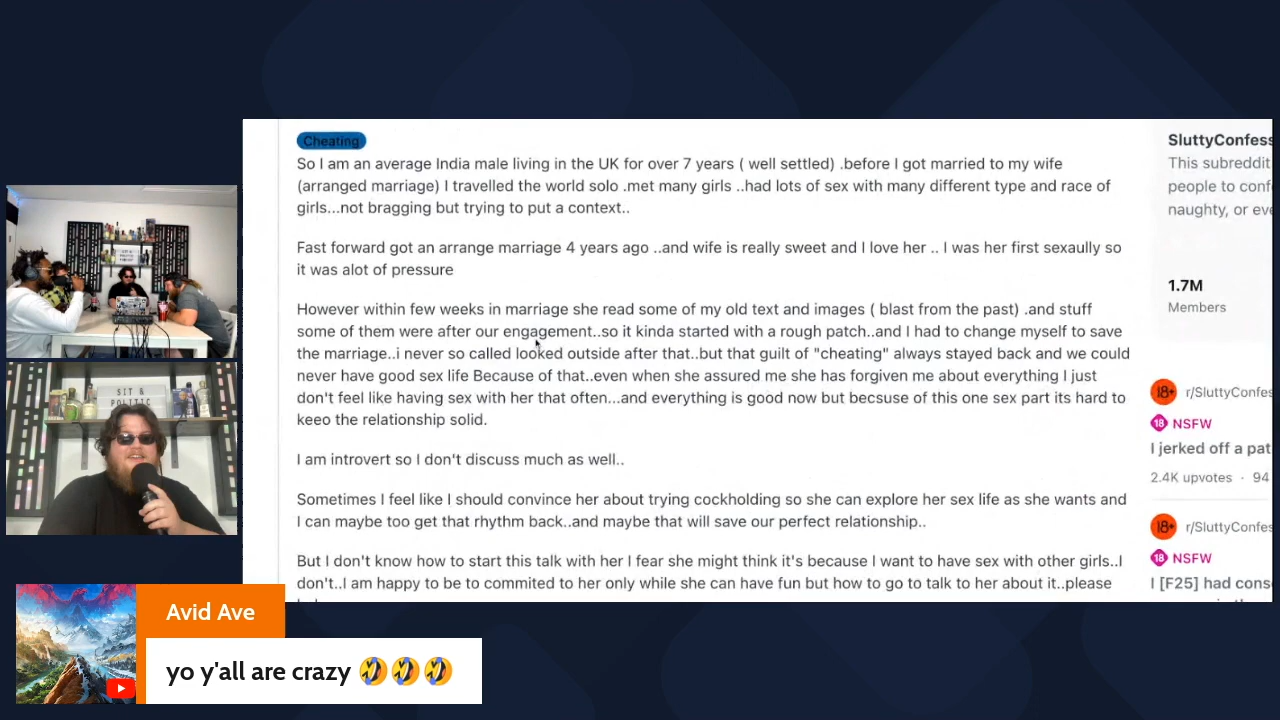 Cheating
So I am an average India male living in the UK for over 7 years ( well settled) .before I got married to my wife
(arranged marriage) I travelled the world solo .met many girls ..had lots of sex with many different type and race of
girls...not bragging but trying to put a context..
Fast forward got an arrange marriage 4 years ago ..and wife is really sweet and I love her .. I was her first sexaully so
it was alot of pressure
However within few weeks in marriage she read some of my old text and images ( blast from the past) .and stuff
some of them were after our engagement..so it kinda started with a rough patch..and I had to change myself to save
the marriage..i never so called looked outside after that..but that guilt of "cheating" always stayed back and we could
never have good sex life Because of that..even when she assured me she has forgiven me about everything I just
don't feel like having sex with her that often...and everything is good now but becsuse of this one sex part its hard to
keeo the relationship solid.
I am introvert so I don't discuss much as well..
Sometimes I feel like I should convince her about trying cockholding so she can explore her sex life as she wants and
I can maybe too get that rhythm back..and maybe that will save our perfect relationship..
But I don't know how to start this talk with her I fear she might think it's because I want to have sex with other girls..I
don't..I am happy to be to commited to her only while she can have fun but how to go to talk to her about it..please
SluttyConfess
This subreddit
people to conf
naughty, or eve
1.7M
Members
18+ r/SluttyConfes
18 NSFW
I jerked off a pat
2.4K upvotes · 94
18+ r/SluttyConfes
18 NSFW
I [F25] had cons
SIT &
POLITIC
Avid Ave
yo y'all are crazy 🤣🤣🤣